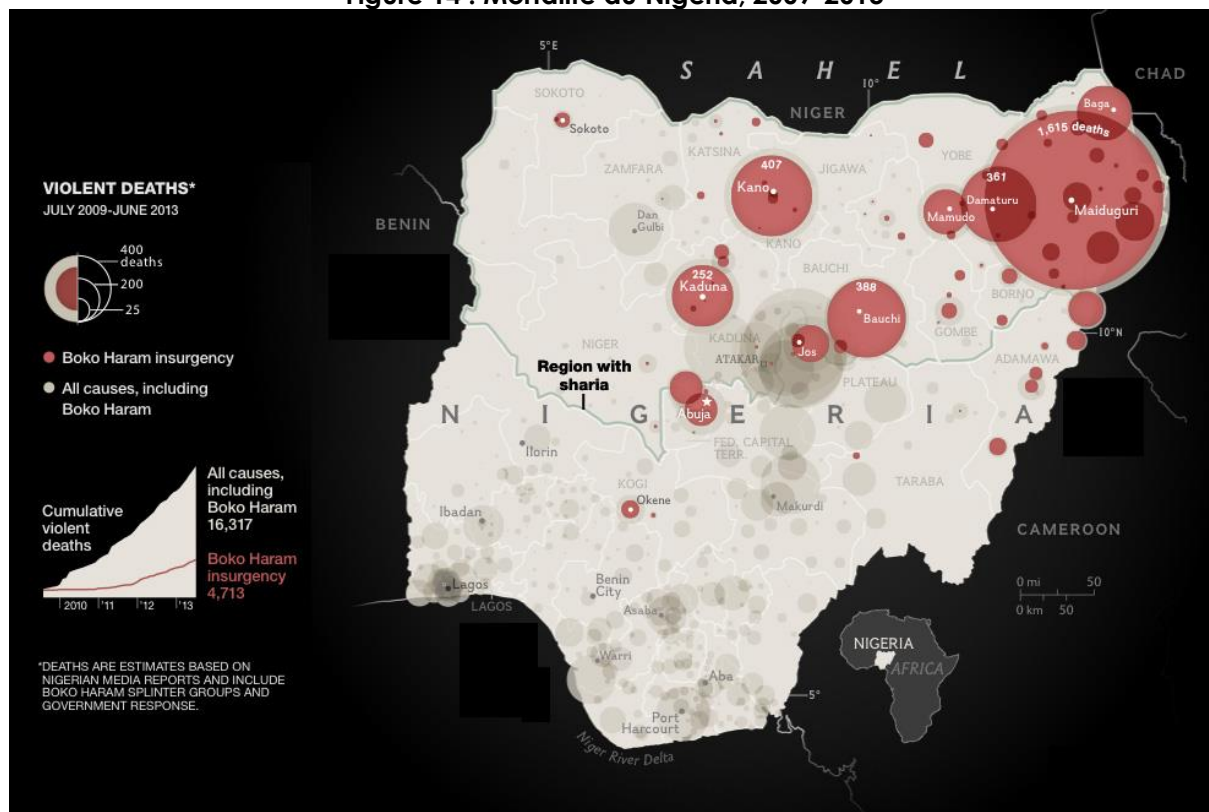 Figure 14 : Mortalité au
VIOLENT DEATHS*
JULY 2009-JUNE 2013
400
deaths
200
25
Boko Haram insurgency
All causes, including
Boko Haram
Cumulative
violent
deaths
All causes,
including
Boko Haram
16,317
Boko Haram
insurgency
4,713
2010 '11 '12 '13
*DEATHS ARE ESTIMATES BASED ON
NIGERIAN MEDIA REPORTS AND INCLUDE
BOKO HARAM SPLINTER GROUPS AND
GOVERNMENT RESPONSE.
5°E
SAHEL
10°
CHAD
NIGER
BENIN
CAMEROON
SOKOTO
Sokoto
ZAMFARA
KATSINA
JIGAWA
YOBE
Baga
1,615 deaths
407
Kano
KANO
361
Damaturu
Mamudo
Maiduguri
Dan
Gulbi
252
Kaduna
BAUCHI
388
Bauchi
BORNO
GOMBE
10°N
NIGER
KADUNA
ATAKAR
Jos
PLATEAU
ADAMAWA
Region with
sharia
NIGERIA
Abuja
FED. CAPITAL
TERR.
Ilorin
KOGI
Okene
Makurdi
TARABA
Ibadan
Lagos
LAGOS
Benin
City
Asaba
Warri
Aba
Port
Harcourt
Niger River Delta
5°
0 mi 50
0 km 50
NIGERIA
AFRICA